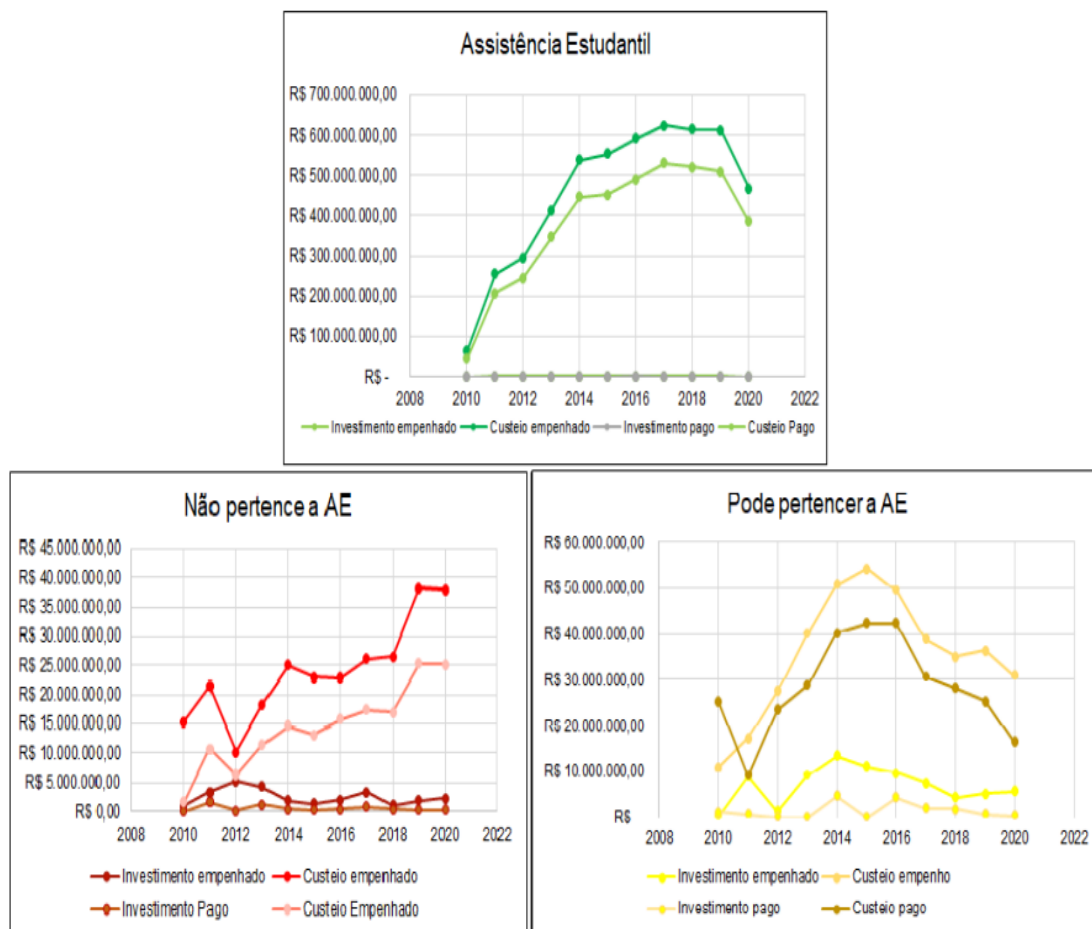 Assistência Estudantil
R$ 700.000.000,00
R$ 600.000.000,00
R$ 500.000.000,00
R$ 400.000.000,00
R$ 300.000.000,00
R$ 200.000.000,00
R$ 100.000.000,00
R$ -
2008 2010 2012 2014 2016 2018 2020 2022
Investimento empenhado Custeio empenhado Investimento pago Custeio Pago
Não pertence a AE
R$ 45.000.000,00
R$ 40.000.000,00
R$ 35.000.000,00
R$ 30.000.000,00
R$ 25.000.000,00
R$ 20.000.000,00
R$ 15.000.000,00
R$ 10.000.000,00
R$ 5.000.000,00
R$ 0,00
2008 2010 2012 2014 2016 2018 2020 2022
Investimento empenhado Custeio empenhado
Investimento Pago Custeio Empenhado
Pode pertencer a AE
R$ 60.000.000,00
R$ 50.000.000,00
R$ 40.000.000,00
R$ 30.000.000,00
R$ 20.000.000,00
R$ 10.000.000,00
R$
2008 2010 2012 2014 2016 2018 2020 2022
Investimento empenhado Custeio empenho
Investimento pago Custeio pago